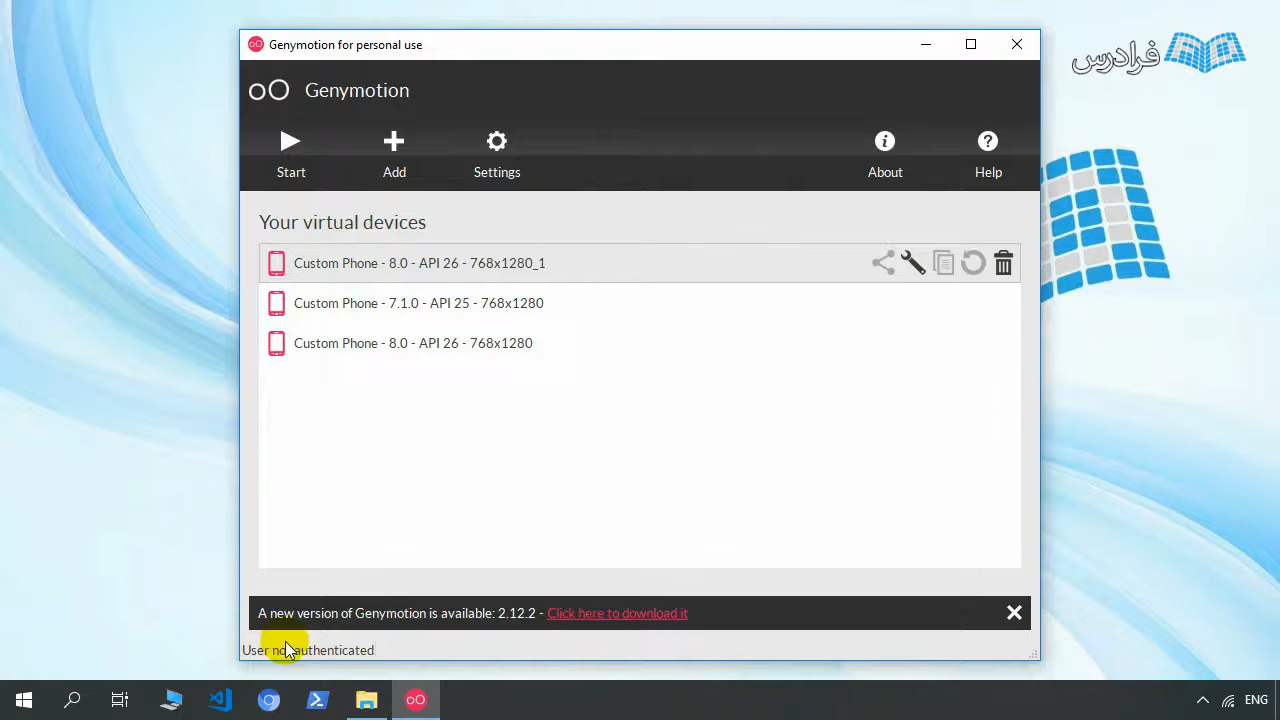 Genymotion for personal use
فرادرس
Genymotion
Start
Add
Settings
About
Help
Your virtual devices
Custom Phone - 8.0 - API 26 - 768x1280_1
Custom Phone - 7.1.0 - API 25 - 768x1280
Custom Phone - 8.0 - API 26 - 768x1280
A new version of Genymotion is available: 2.12.2 - Click here to download it
User not authenticated
ENG